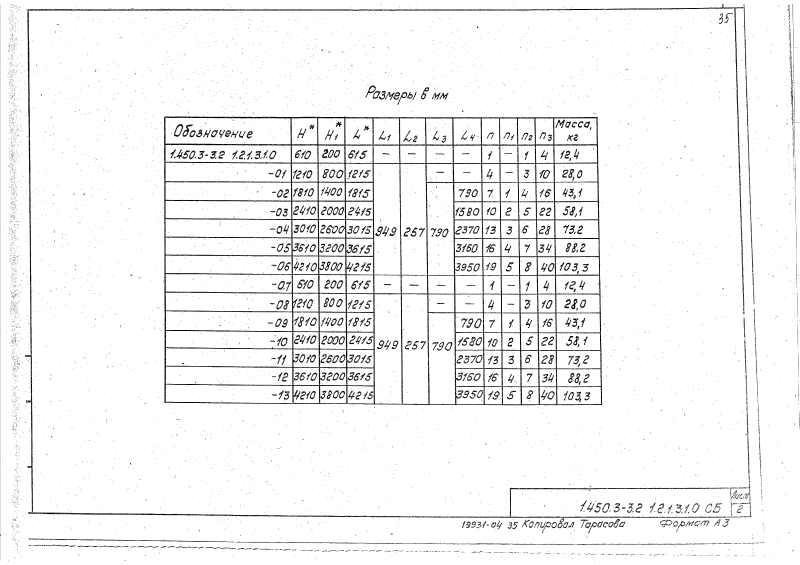 35
Размеры в мм
Обозначение H* H1* L* L1 L2 L3 L4 n n1 n2 n3 Масса, кг
1.450.3-3.2 1.2.1.3.1.0 610 200 615 — — — — 1 — 1 4 12,4
-01 1210 800 1215 949 257 — — 4 — 3 10 28,0
-02 1810 1400 1815 790 790 7 1 4 16 43,1
-03 2410 2000 2415 1580 10 2 5 22 58,1
-04 3010 2600 3015 2370 13 3 6 28 73,2
-05 3610 3200 3615 3160 16 4 7 34 88,2
-06 4210 3800 4215 3950 19 5 8 40 103,3
-07 610 200 615 — — — — 1 — 1 4 12,4
-08 1210 800 1215 949 257 — — 4 — 3 10 28,0
-09 1810 1400 1815 790 790 7 1 4 16 43,1
-10 2410 2000 2415 1580 10 2 5 22 58,1
-11 3010 2600 3015 2370 13 3 6 28 73,2
-12 3610 3200 3615 3160 16 4 7 34 88,2
-13 4210 3800 4215 3950 19 5 8 40 103,3
1.450.3-3.2 1.2.1.3.1.0 СБ
Лист
2
19931-04 35 Копировал Тарасова Формат А3